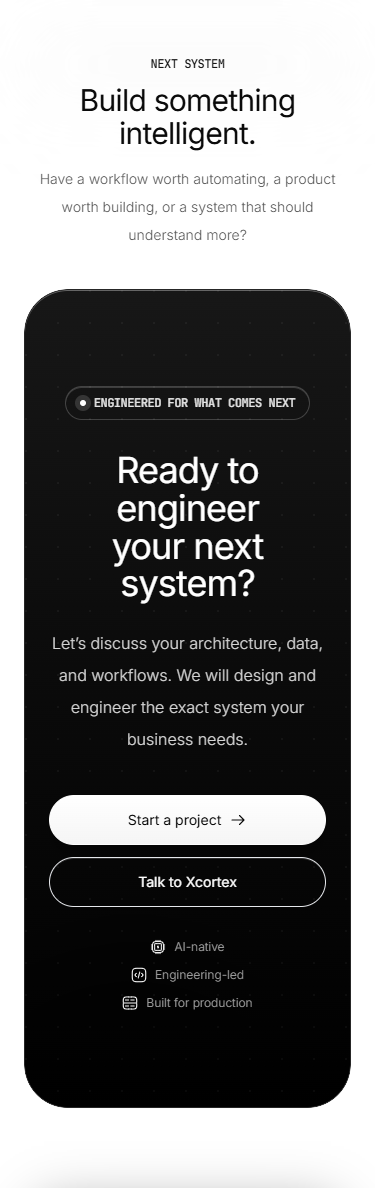 NEXT SYSTEM
Build something
intelligent.
Have a workflow worth automating, a product
worth building, or a system that should
understand more?
ENGINEERED FOR WHAT COMES NEXT
Ready to
engineer
your next
system?
Let’s discuss your architecture, data,
and workflows. We will design and
engineer the exact system your
business needs.
Start a project →
Talk to Xcortex
AI-native
Engineering-led
Built for production